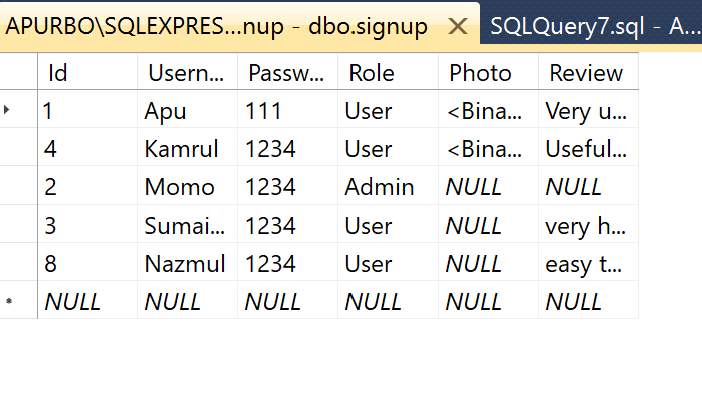 APURBO\SQLEXPRES...nup - dbo.signup SQLQuery7.sql - A...
Id Usern... Passw... Role Photo Review
1 Apu 111 User <Bina... Very u...
4 Kamrul 1234 User <Bina... Useful...
2 Momo 1234 Admin NULL NULL
3 Sumai... 1234 User NULL very h...
8 Nazmul 1234 User NULL easy t...
NULL NULL NULL NULL NULL NULL